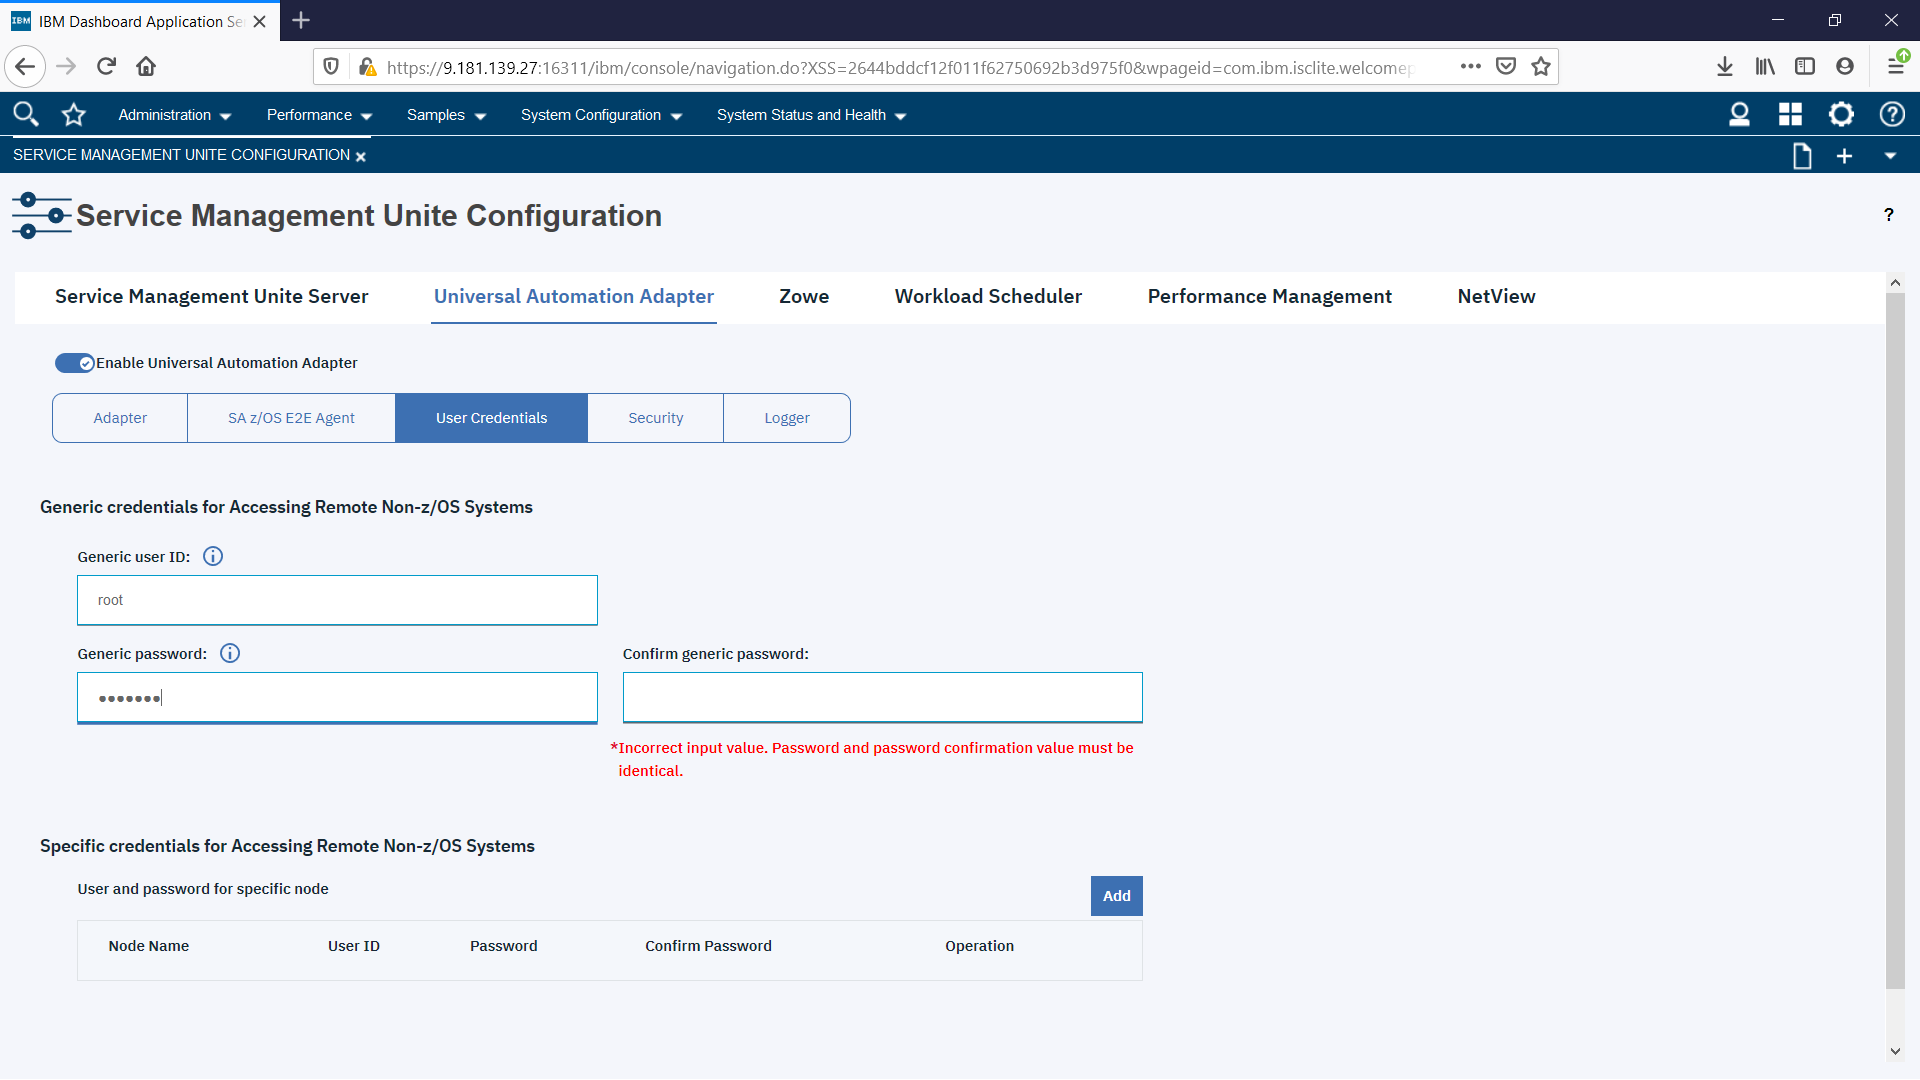 IBM
IBM Dashboard Application Se
https://9.181.139.27:16311/ibm/console/navigation.do?XSS=2644bddcf12f011f62750692b3d975f0&wpageid=com.ibm.isclite.welcomep
Administration Performance Samples System Configuration System Status and Health
SERVICE MANAGEMENT UNITE CONFIGURATION
Service Management Unite Configuration ?
Service Management Unite Server Universal Automation Adapter Zowe Workload Scheduler Performance Management NetView
Enable Universal Automation Adapter
Adapter SA z/OS E2E Agent User Credentials Security Logger
Generic credentials for Accessing Remote Non-z/OS Systems
Generic user ID:
root
Generic password: Confirm generic password:
•••••••
*Incorrect input value. Password and password confirmation value must be
identical.
Specific credentials for Accessing Remote Non-z/OS Systems
User and password for specific node
Add
Node Name User ID Password Confirm Password Operation